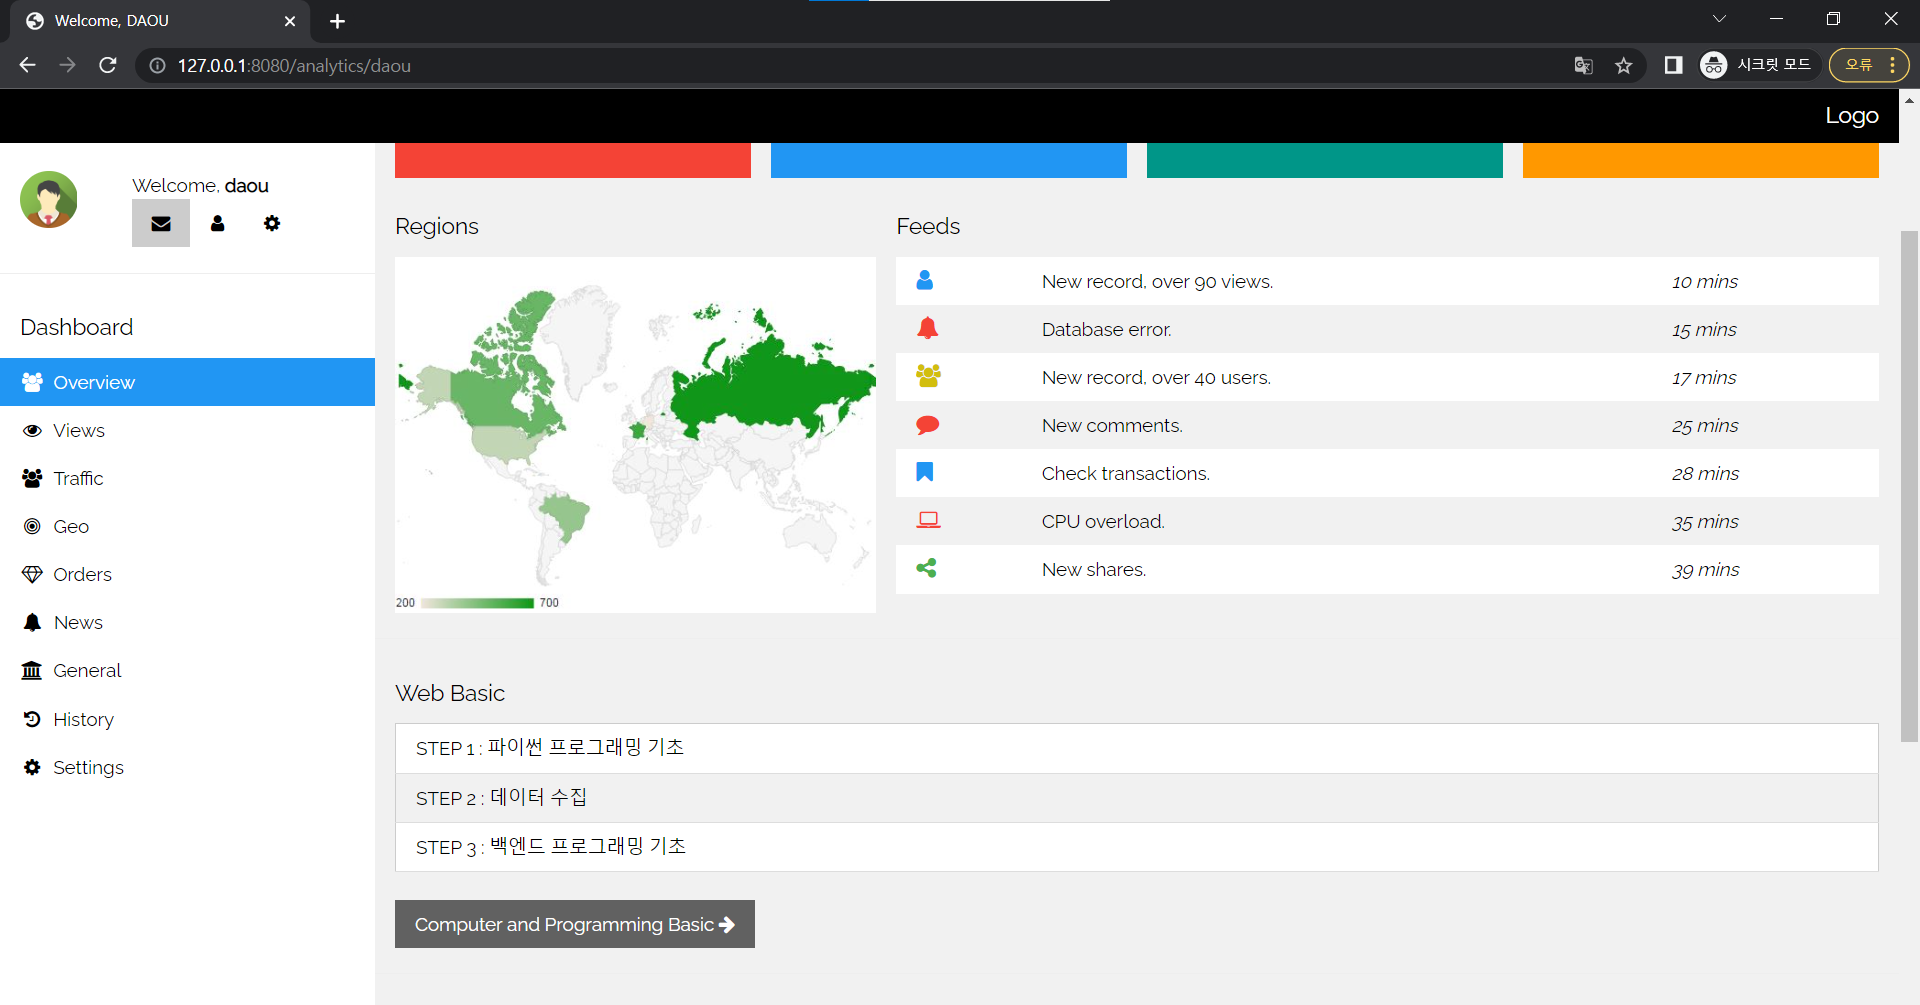 Welcome, DAOU
127.0.0.1:8080/analytics/daou
시크릿 모드
오류
Logo
Welcome, daou
Dashboard
Overview
Views
Traffic
Geo
Orders
News
General
History
Settings
Regions
200
700
Feeds
New record, over 90 views. 10 mins
Database error. 15 mins
New record, over 40 users. 17 mins
New comments. 25 mins
Check transactions. 28 mins
CPU overload. 35 mins
New shares. 39 mins
Web Basic
STEP 1 : 파이썬 프로그래밍 기초
STEP 2 : 데이터 수집
STEP 3 : 백엔드 프로그래밍 기초
Computer and Programming Basic